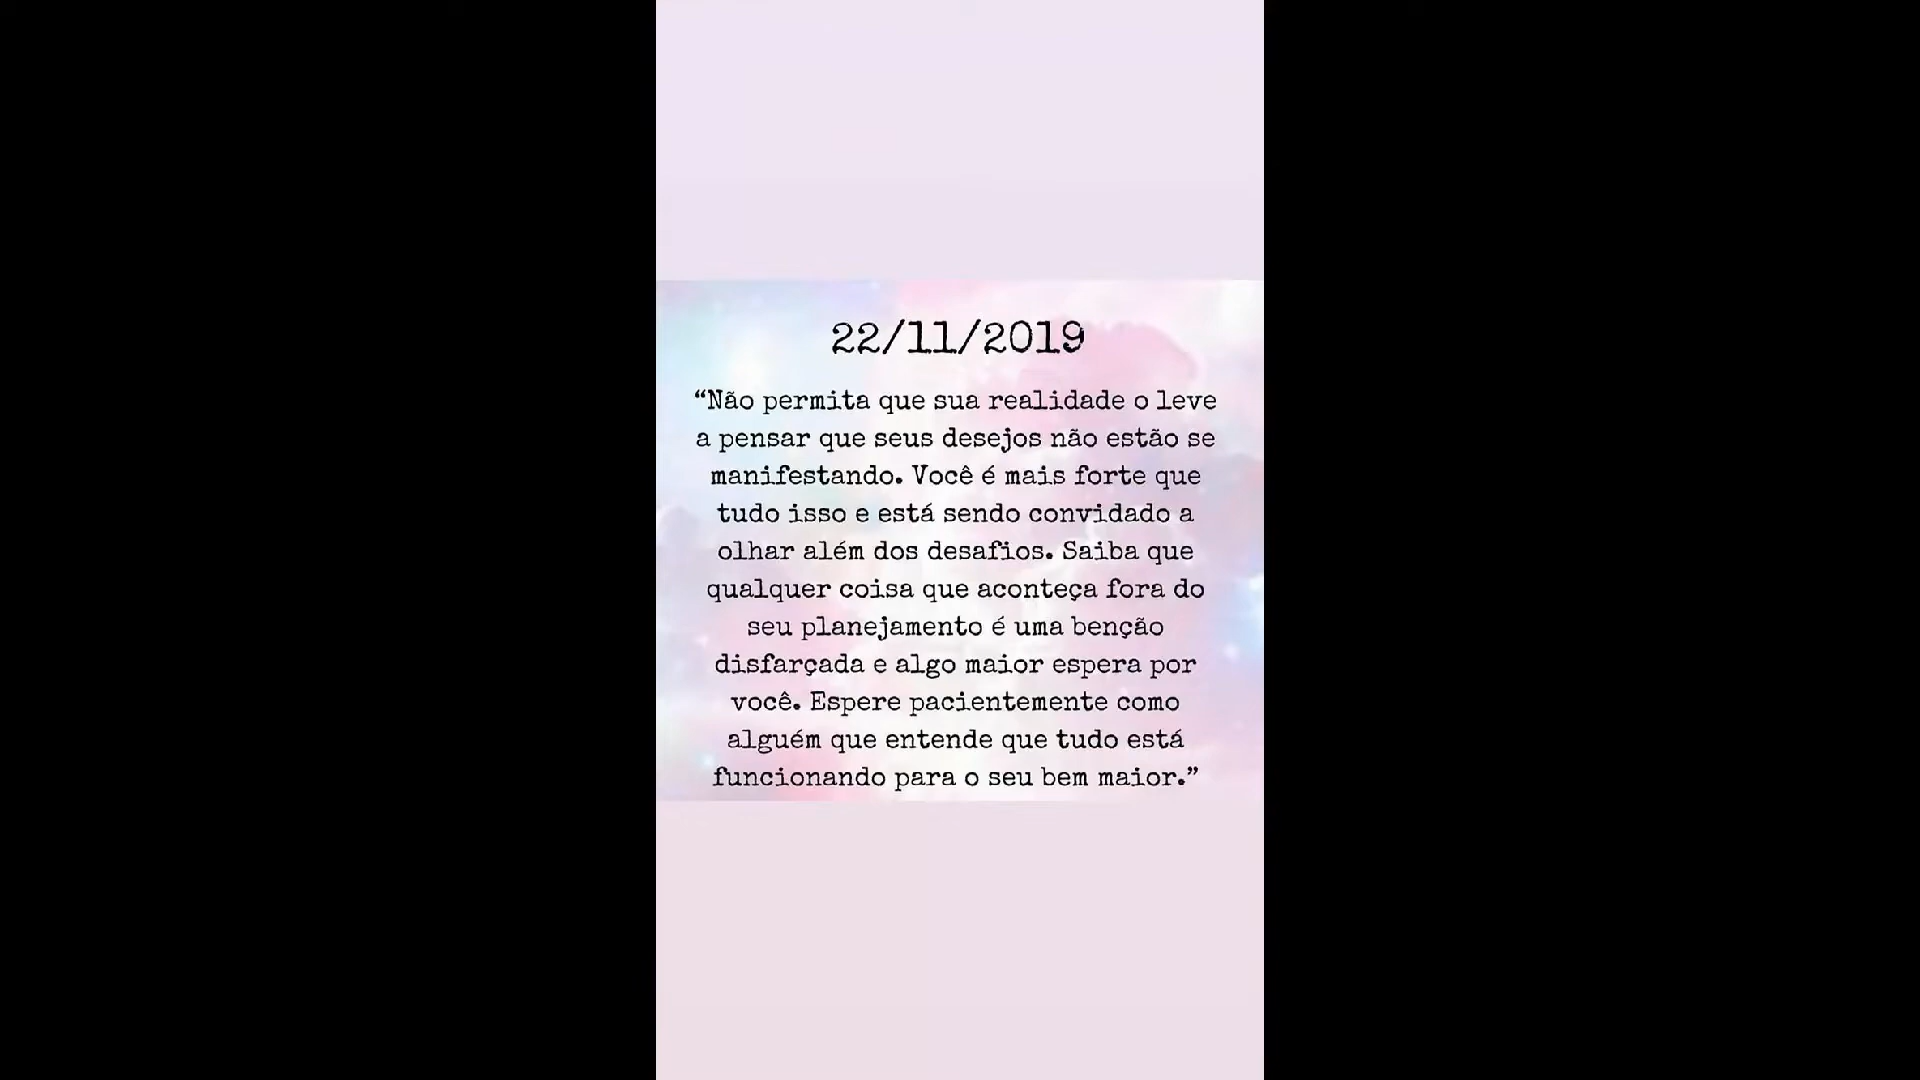 22/11/2019
“Não permita que sua realidade o leve
a pensar que seus desejos não estão se
manifestando. Você é mais forte que
tudo isso e está sendo convidado a
olhar além dos desafios. Saiba que
qualquer coisa que aconteça fora do
seu planejamento é uma benção
disfarçada e algo maior espera por
você. Espere pacientemente como
alguém que entende que tudo está
funcionando para o seu bem maior.”